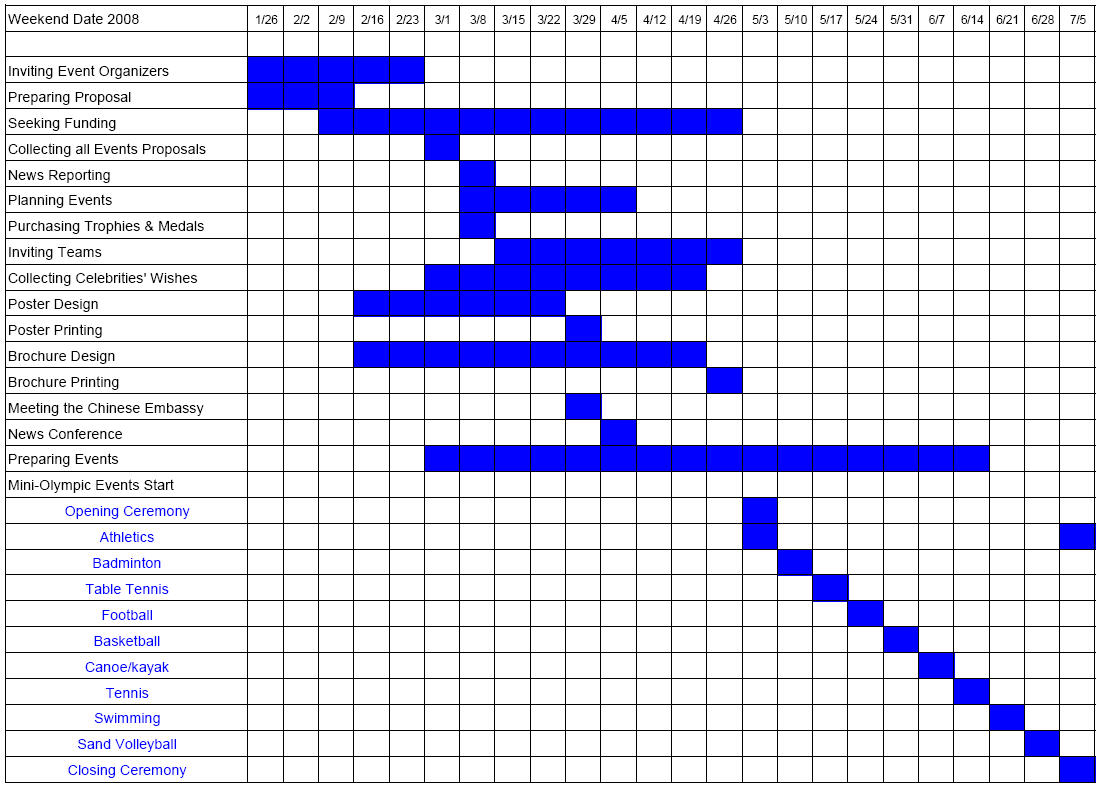 Weekend Date 2008 1/26 2/2 2/9 2/16 2/23 3/1 3/8 3/15 3/22 3/29 4/5 4/12 4/19 4/26 5/3 5/10 5/17 5/24 5/31 6/7 6/14 6/21 6/28 7/5
Inviting Event Organizers
Preparing Proposal
Seeking Funding
Collecting all Events Proposals
News Reporting
Planning Events
Purchasing Trophies & Medals
Inviting Teams
Collecting Celebrities' Wishes
Poster Design
Poster Printing
Brochure Design
Brochure Printing
Meeting the Chinese Embassy
News Conference
Preparing Events
Mini-Olympic Events Start
Opening Ceremony
Athletics
Badminton
Table Tennis
Football
Basketball
Canoe/kayak
Tennis
Swimming
Sand Volleyball
Closing Ceremony